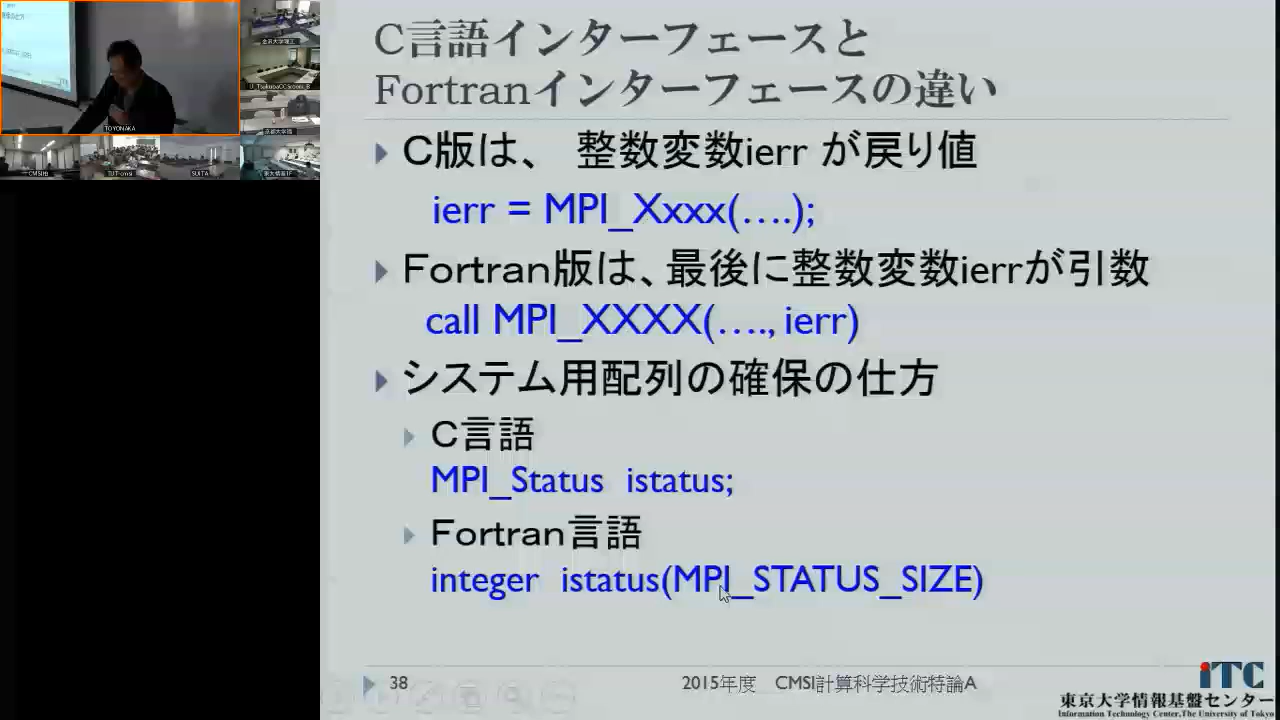 C言語インターフェースと
Fortranインターフェースの違い
C版は、 整数変数ierr が戻り値
ierr = MPI_Xxxx(….);
Fortran版は、最後に整数変数ierrが引数
call MPI_XXXX(…., ierr)
システム用配列の確保の仕方
C言語
MPI_Status istatus;
Fortran言語
integer istatus(MPI_STATUS_SIZE)
38
2015年度 CMSI計算科学技術特論A
iTC
東京大学情報基盤センター
Information Technology Center, The University of Tokyo
TOYONAKA
SUITA
TUT-cmsi